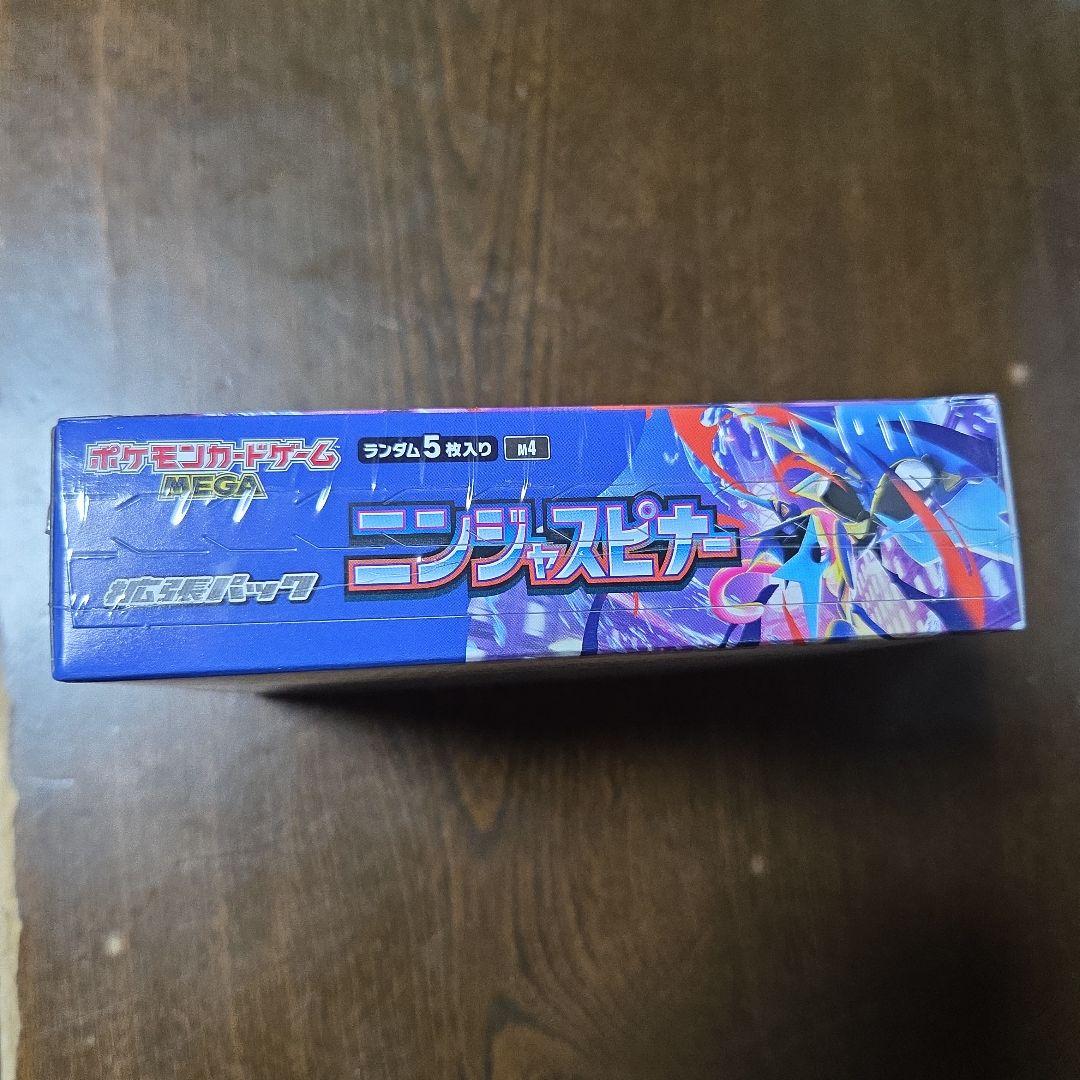 ポケモンカードゲーム
MEGA
ランダム5枚入り
M4
拡張パック
ニンジャスピナー